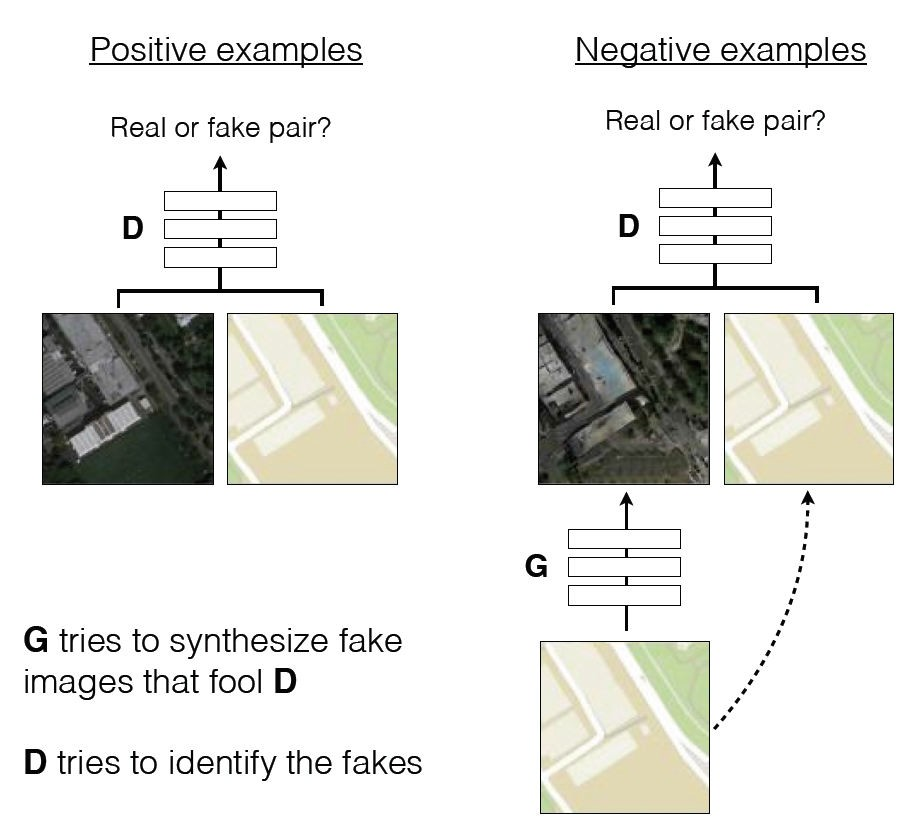 Positive examples
Negative examples
Real or fake pair?
Real or fake pair?
D
D
G
G tries to synthesize fake
images that fool D
D tries to identify the fakes